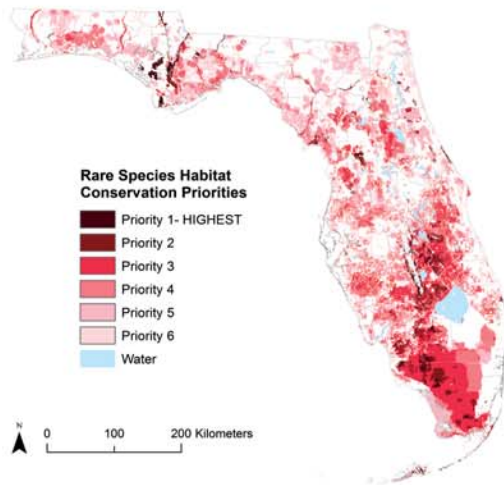 Rare Species Habitat
Conservation Priorities
Priority 1- HIGHEST
Priority 2
Priority 3
Priority 4
Priority 5
Priority 6
Water
N
0 100 200 Kilometers